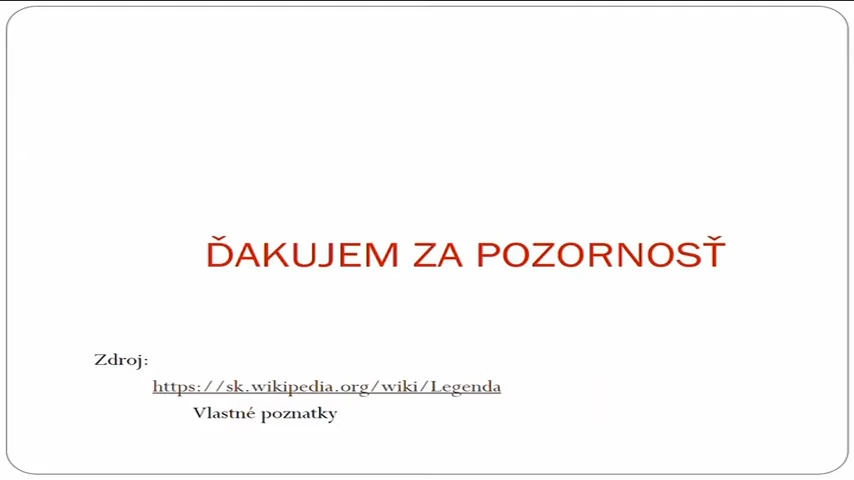 ĎAKUJEM ZA POZORNOSŤ
Zdroj:
https://sk.wikipedia.org/wiki/Legenda
Vlastné poznatky